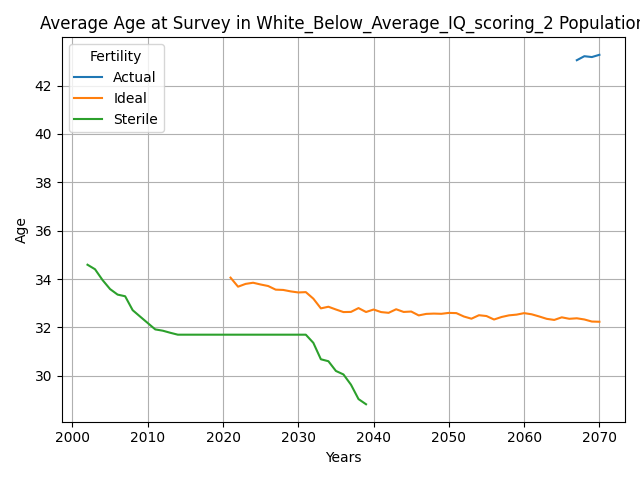 Average Age at Survey in White_Below_Average_IQ_scoring_2 Population
Fertility
Actual
Ideal
Sterile
Age
42
40
38
36
34
32
30
2000 2010 2020 2030 2040 2050 2060 2070
Years